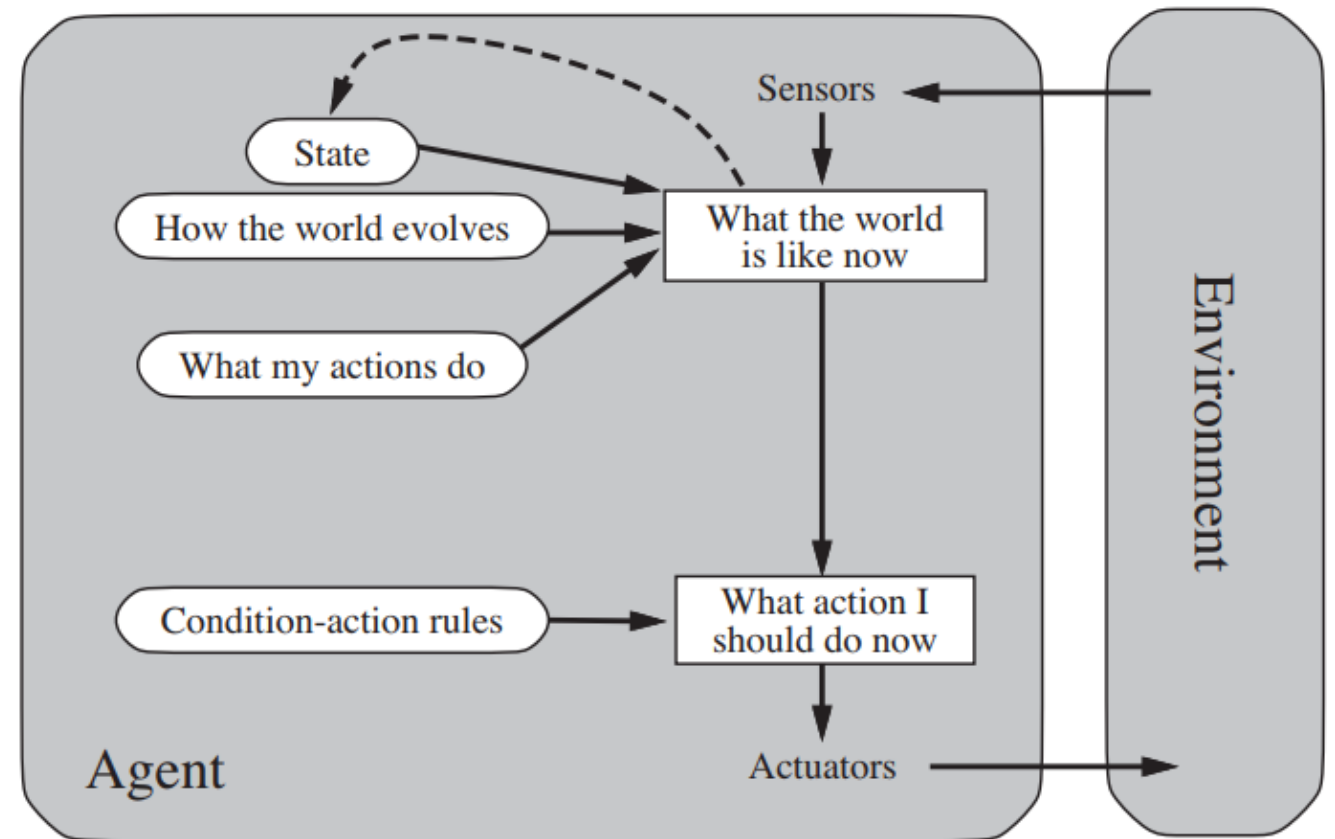 Sensors
State
How the world evolves
What the world
is like now
What my actions do
Environment
Condition-action rules
What action I
should do now
Agent
Actuators